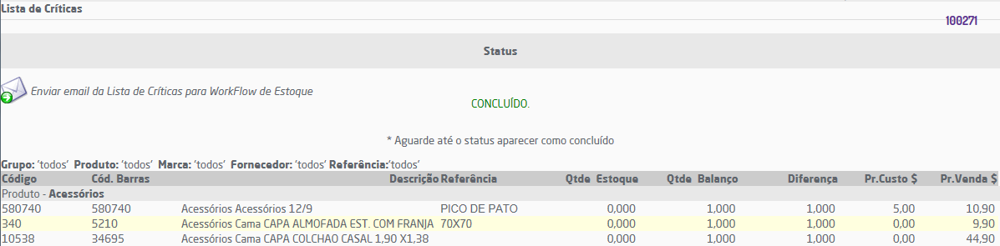 Lista de Críticas
100271
Status
Enviar email da Lista de Críticas para WorkFlow de Estoque
CONCLUÍDO.
* Aguarde até o status aparecer como concluído
Grupo: 'todos' Produto: 'todos' Marca: 'todos' Fornecedor: 'todos' Referência:'todos'
Código Cód. Barras Descrição Referência Qtde Estoque Qtde Balanço Diferença Pr.Custo $ Pr.Venda $
Produto - Acessórios
580740 580740 Acessórios Acessórios 12/9 PICO DE PATO 0,000 1,000 1,000 5,00 10,90
340 5210 Acessórios Cama CAPA ALMOFADA EST. COM FRANJA 70X70 0,000 1,000 1,000 0,00 9,90
10538 34695 Acessórios Cama CAPA COLCHAO CASAL 1,90 X1,38 0,000 1,000 1,000 0,00 44,90